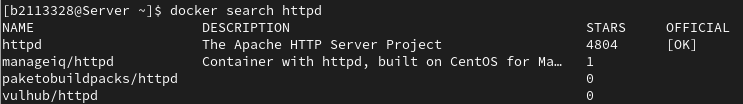 [b2113328@Server ~]$ docker search httpd
NAME DESCRIPTION STARS OFFICIAL
httpd The Apache HTTP Server Project 4804 [OK]
manageiq/httpd Container with httpd, built on CentOS for Ma… 1
paketobuildpacks/httpd 0
vulhub/httpd 0